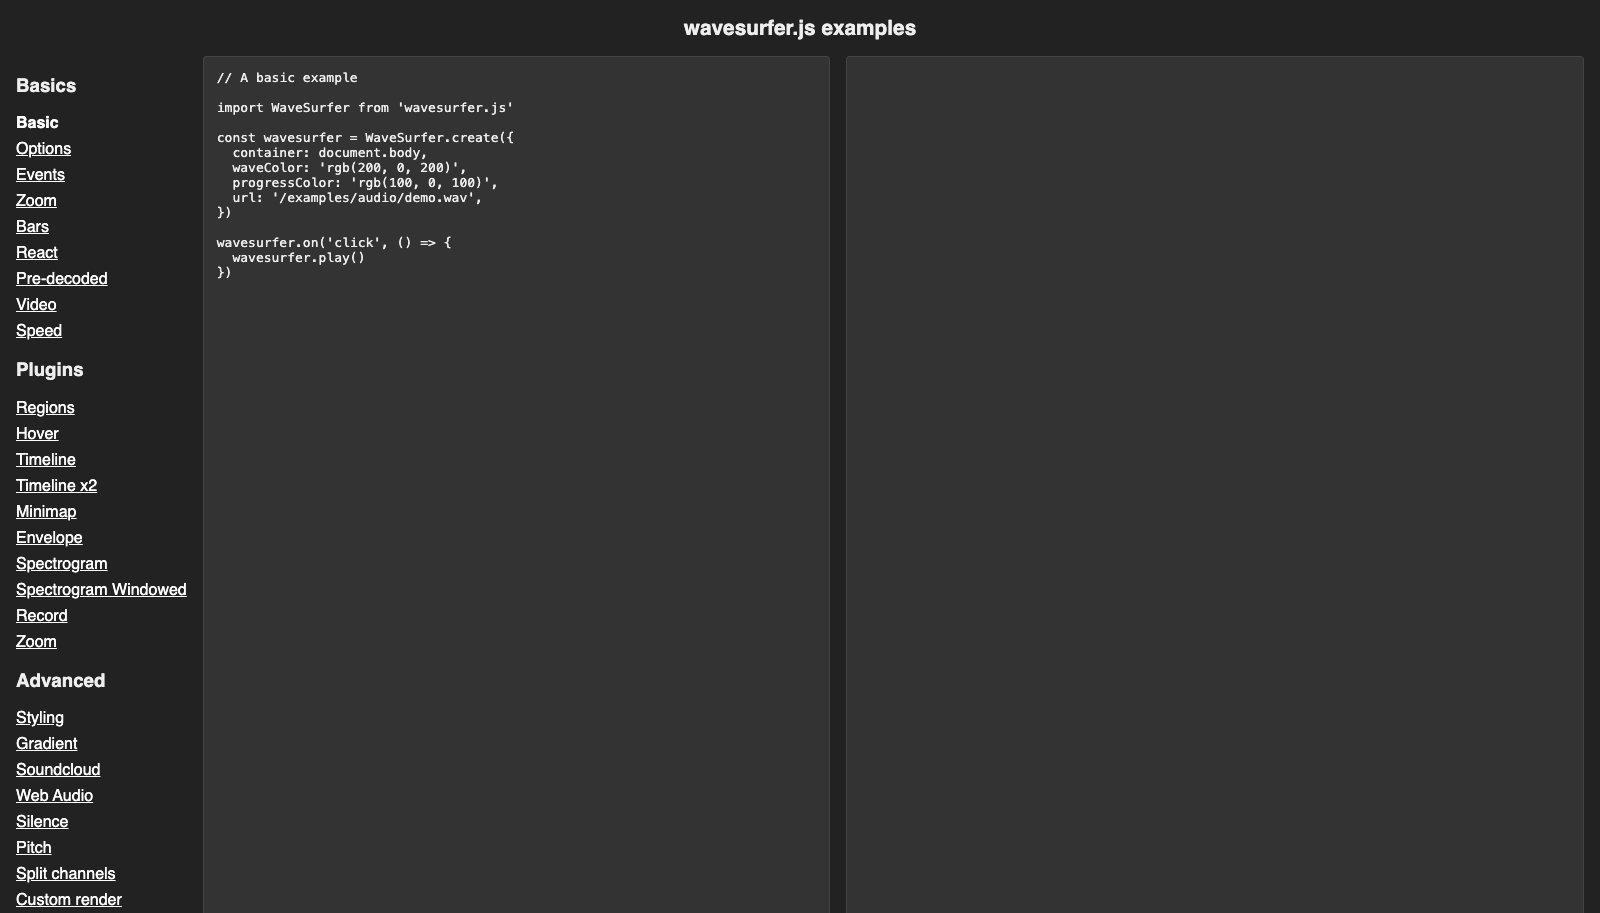 wavesurfer.js examples
Basics
Basic
Options
Events
Zoom
Bars
React
Pre-decoded
Video
Speed
Plugins
Regions
Hover
Timeline
Timeline x2
Minimap
Envelope
Spectrogram
Spectrogram Windowed
Record
Zoom
Advanced
Styling
Gradient
Soundcloud
Web Audio
Silence
Pitch
Split channels
Custom render
// A basic example
import WaveSurfer from 'wavesurfer.js'
const wavesurfer = WaveSurfer.create({
  container: document.body,
  waveColor: 'rgb(200, 0, 200)',
  progressColor: 'rgb(100, 0, 100)',
  url: '/examples/audio/demo.wav',
})
wavesurfer.on('click', () => {
  wavesurfer.play()
})